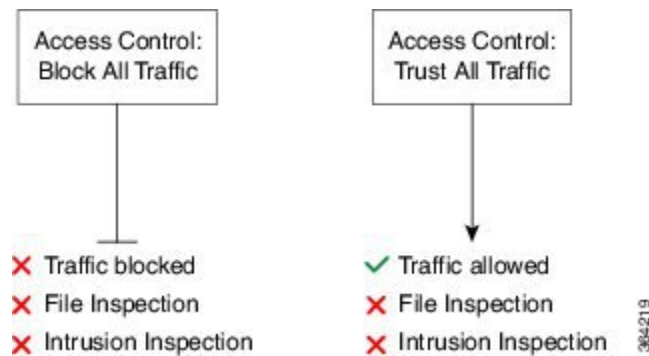 Access Control:
Block All Traffic
Traffic blocked
File Inspection
Intrusion Inspection
Access Control:
Trust All Traffic
Traffic allowed
File Inspection
Intrusion Inspection
364219